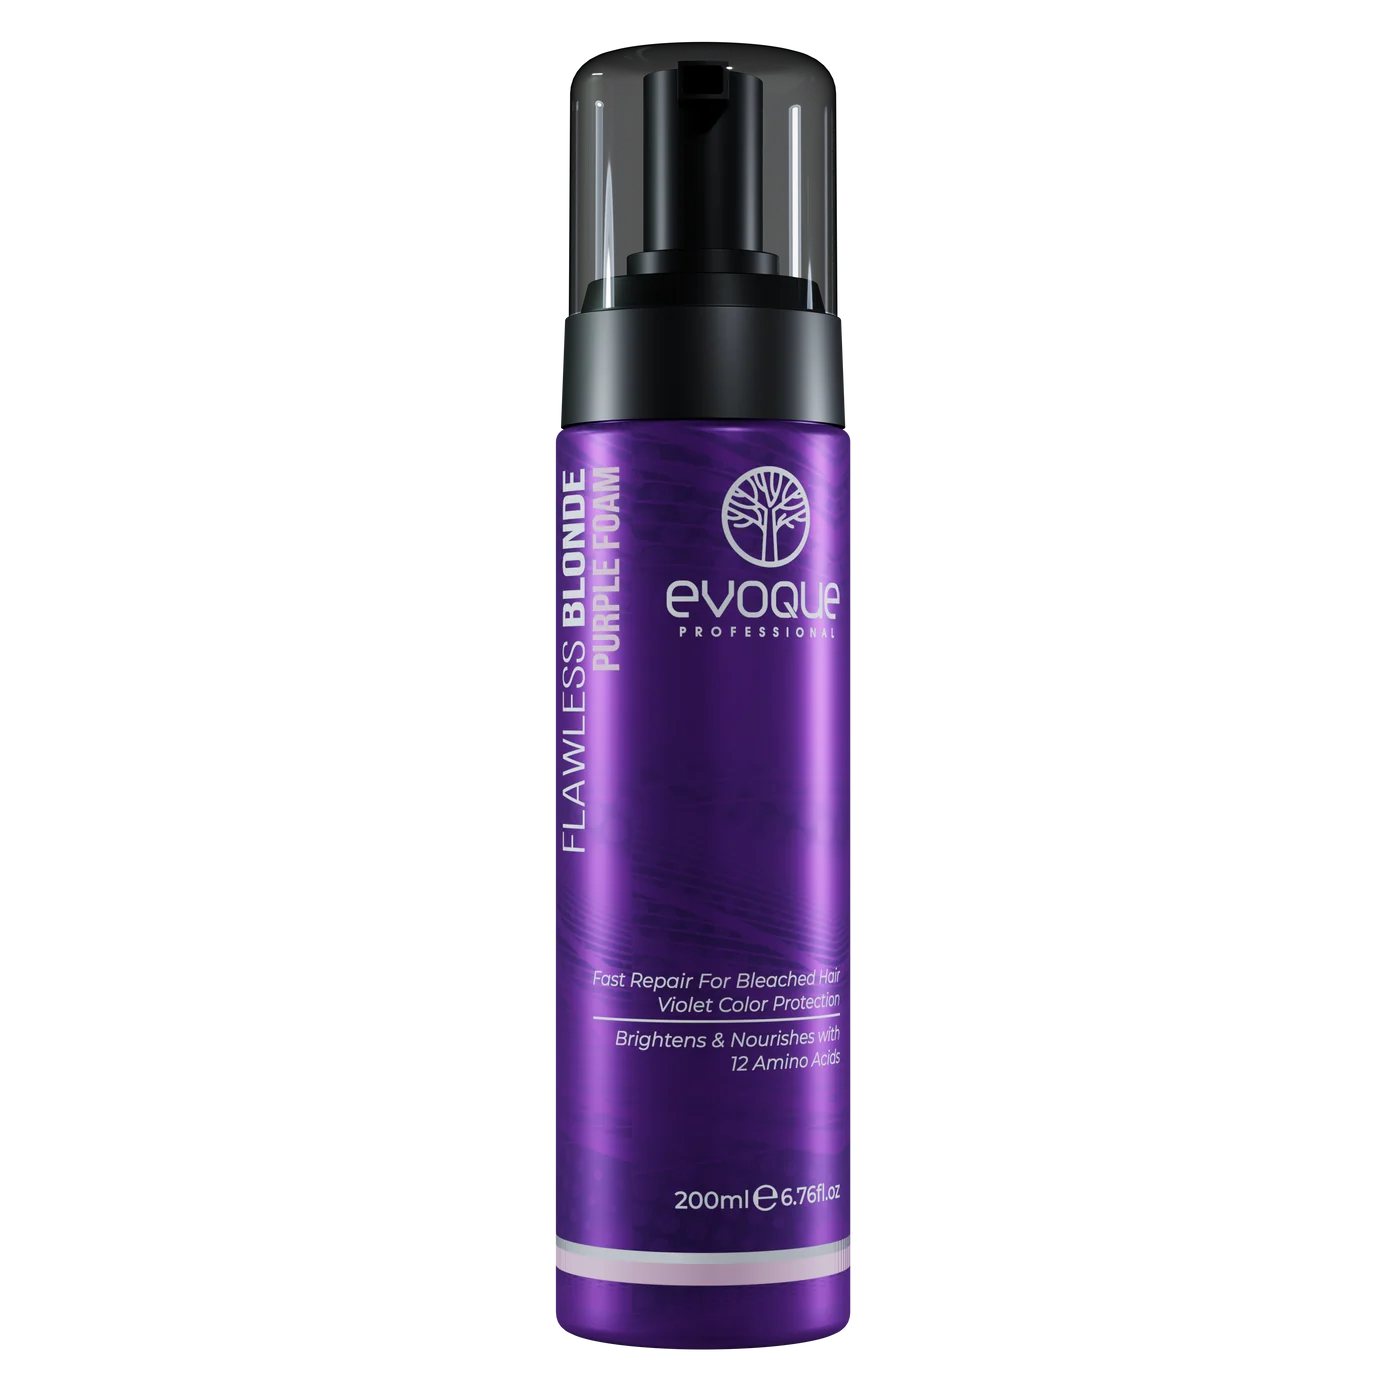 FLAWLESS BLONDE
PURPLE FOAM
evoque
PROFESSIONAL
Fast Repair For Bleached Hair
Violet Color Protection
Brightens & Nourishes with
12 Amino Acids
200ml℮6.76fl.oz